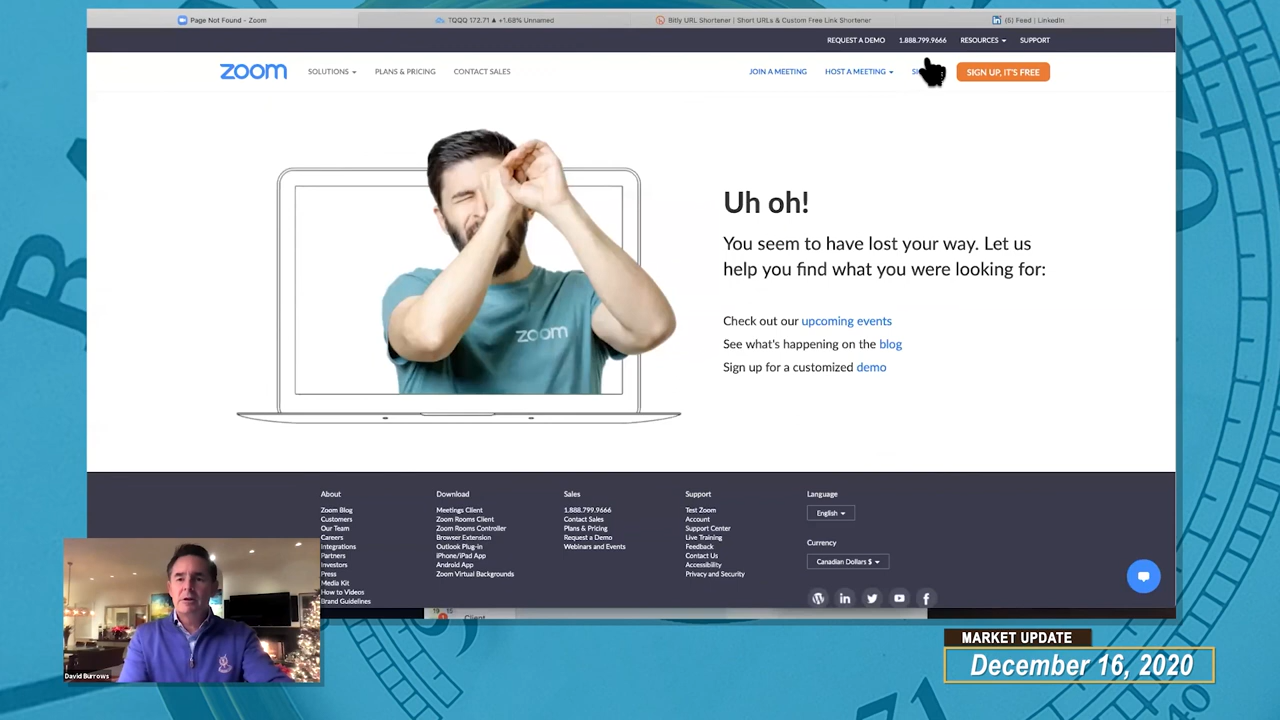 Page Not Found - Zoom
TQQQ 172.71 ▲ +1.68% Unnamed
Bitly URL Shortener | Short URLs & Custom Free Link Shortener
(5) Feed | LinkedIn
REQUEST A DEMO 1.888.799.9666 RESOURCES SUPPORT
zoom SOLUTIONS PLANS & PRICING CONTACT SALES JOIN A MEETING HOST A MEETING SIGN UP, IT'S FREE
Uh oh!
You seem to have lost your way. Let us
help you find what you were looking for:
Check out our upcoming events
See what's happening on the blog
Sign up for a customized demo
zoom
About
Zoom Blog
Customers
Our Team
Careers
Integrations
Partners
Investors
Press
Media Kit
How to Videos
Brand Guidelines
Download
Meetings Client
Zoom Rooms Client
Zoom Rooms Controller
Browser Extension
Outlook Plug-in
iPhone/iPad App
Android App
Zoom Virtual Backgrounds
Sales
1.888.799.9666
Contact Sales
Plans & Pricing
Request a Demo
Webinars and Events
Support
Test Zoom
Account
Support Center
Live Training
Feedback
Contact Us
Accessibility
Privacy and Security
Language
English
Currency
Canadian Dollars $
Client
David Burrows
MARKET UPDATE
December 16, 2020